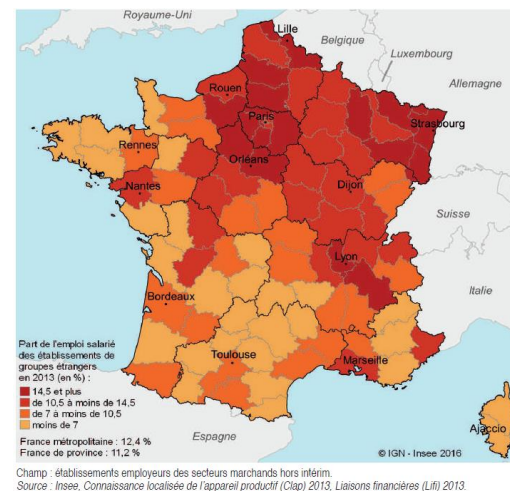 Royaume-Uni
Lille
Belgique
Luxembourg
Rouen
Allemagne
Paris
Strasbourg
Rennes
Orléans
Nantes
Dijon
Suisse
Lyon
Italie
Bordeaux
Part de l'emploi salarié
des établissements de
groupes étrangers
en 2013 (en %) :
14,5 et plus
de 10,5 à moins de 14,5
de 7 à moins de 10,5
moins de 7
France métropolitaine : 12,4 %
France de province : 11,2 %
Toulouse
Marseille
Ajaccio
Espagne
© IGN - Insee 2016
Champ : établissements employeurs des secteurs marchands hors intérim.
Source : Insee, Connaissance localisée de l'appareil productif (Clap) 2013, Liaisons financières (Lifi) 2013.